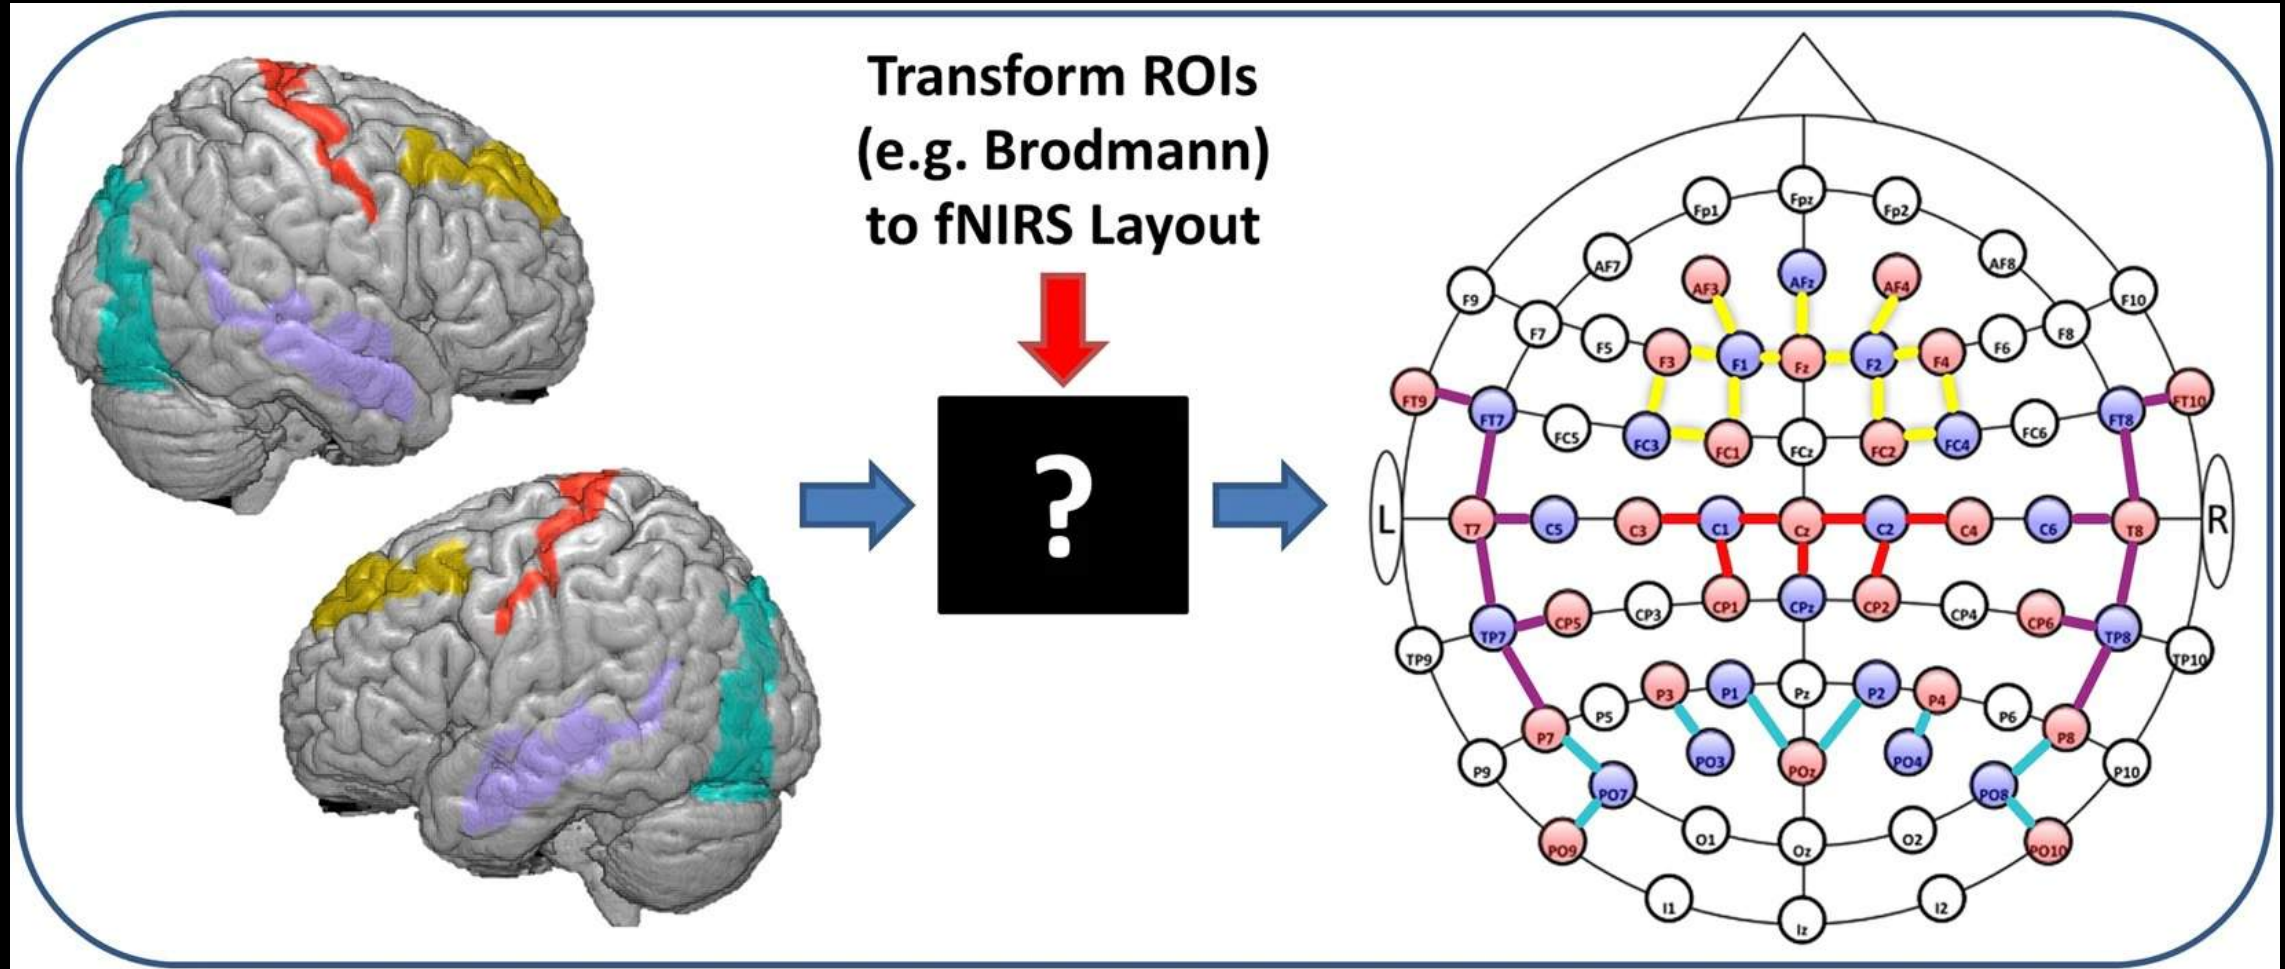 Transform ROIs
(e.g. Brodmann)
to fNIRS Layout
?
Fp1 Fpz Fp2
AF7 AF3 AFz AF4 AF8
F9 F7 F5 F3 F1 Fz F2 F4 F6 F8 F10
FT9 FT7 FC5 FC3 FC1 FCz FC2 FC4 FC6 FT8 FT10
L T7 C5 C3 C1 Cz C2 C4 C6 T8 R
TP9 TP7 CP5 CP3 CP1 CPz CP2 CP4 CP6 TP8 TP10
P9 P7 P5 P3 P1 Pz P2 P4 P6 P8 P10
PO9 PO7 PO3 POz PO4 PO8 PO10
O1 Oz O2
I1 Iz I2